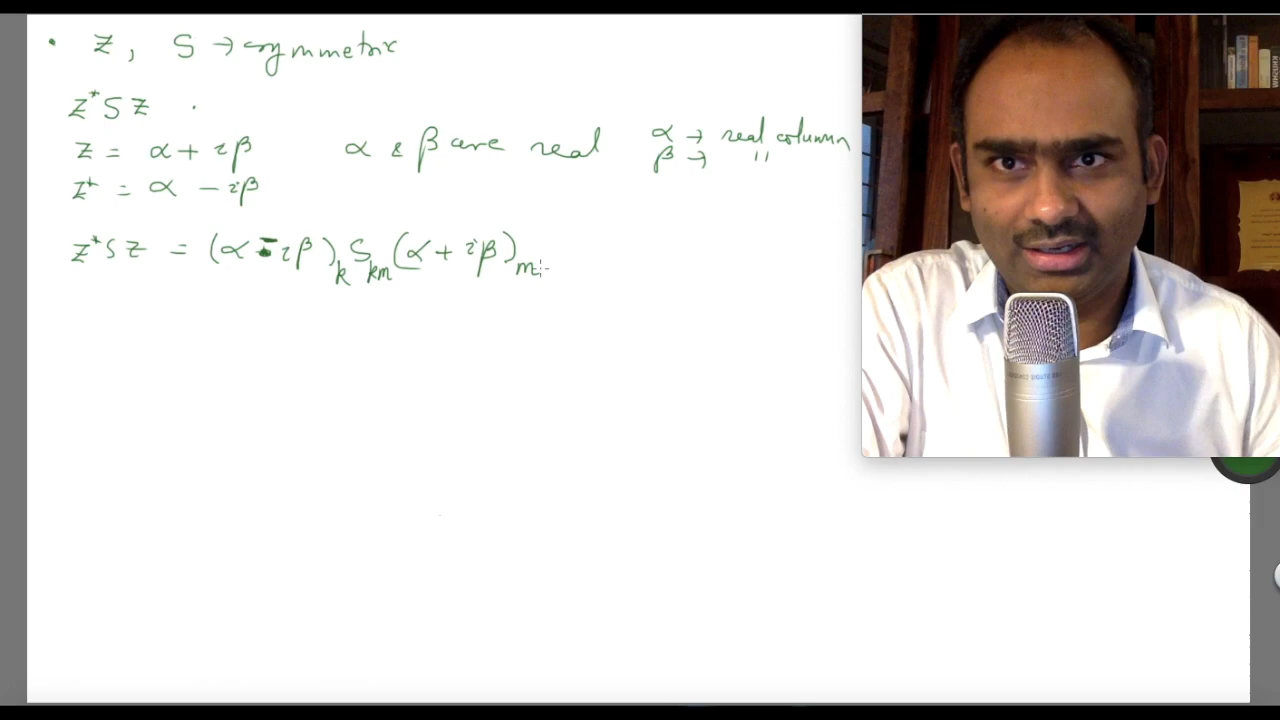 • Z, S → symmetric
Z*SZ .
Z = α + iβ α & β are real α → real column
β → "
Z* = α - iβ
Z*SZ = (α - iβ)ₖ Sₖₘ (α + iβ)ₘ